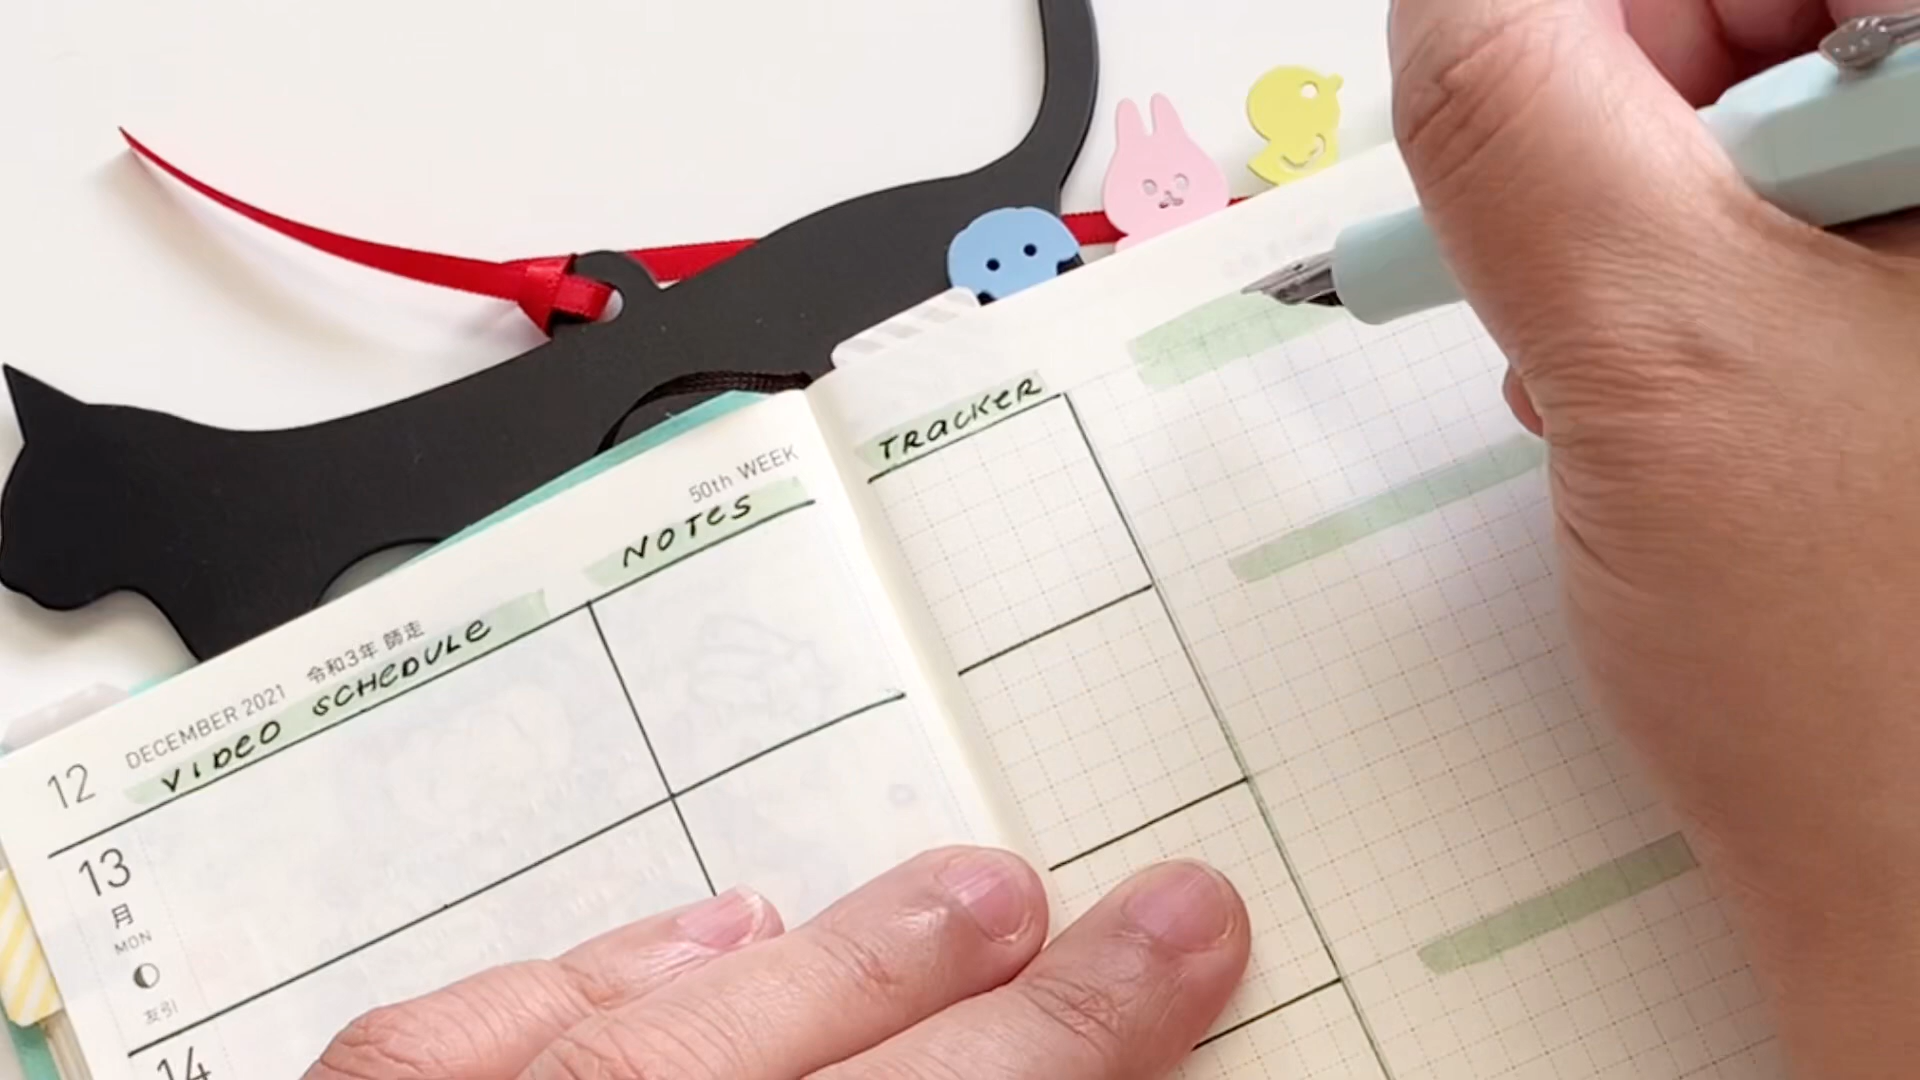 50th WEEK
NOTES
DECEMBER 2021 令和3年 師走
VIDEO SCHEDULE
12
13
月
MON
友引
14
TRACKER